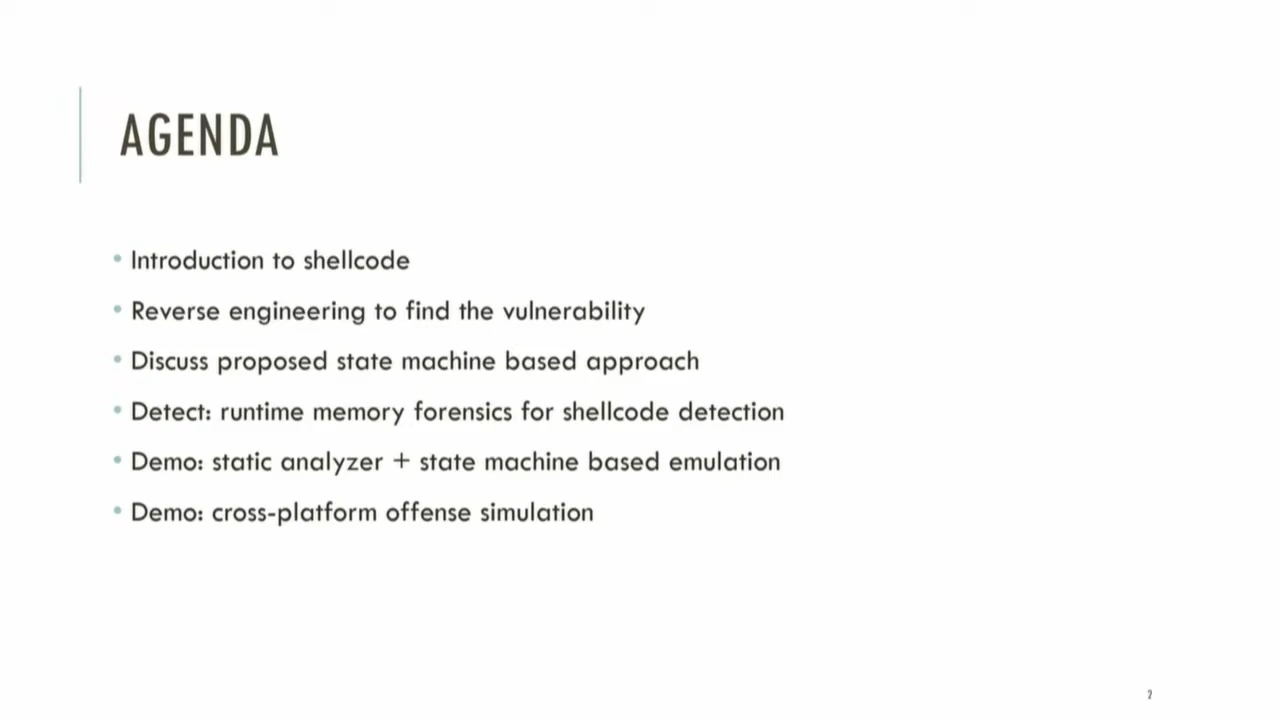 AGENDA
• Introduction to shellcode
• Reverse engineering to find the vulnerability
• Discuss proposed state machine based approach
• Detect: runtime memory forensics for shellcode detection
• Demo: static analyzer + state machine based emulation
• Demo: cross-platform offense simulation
2